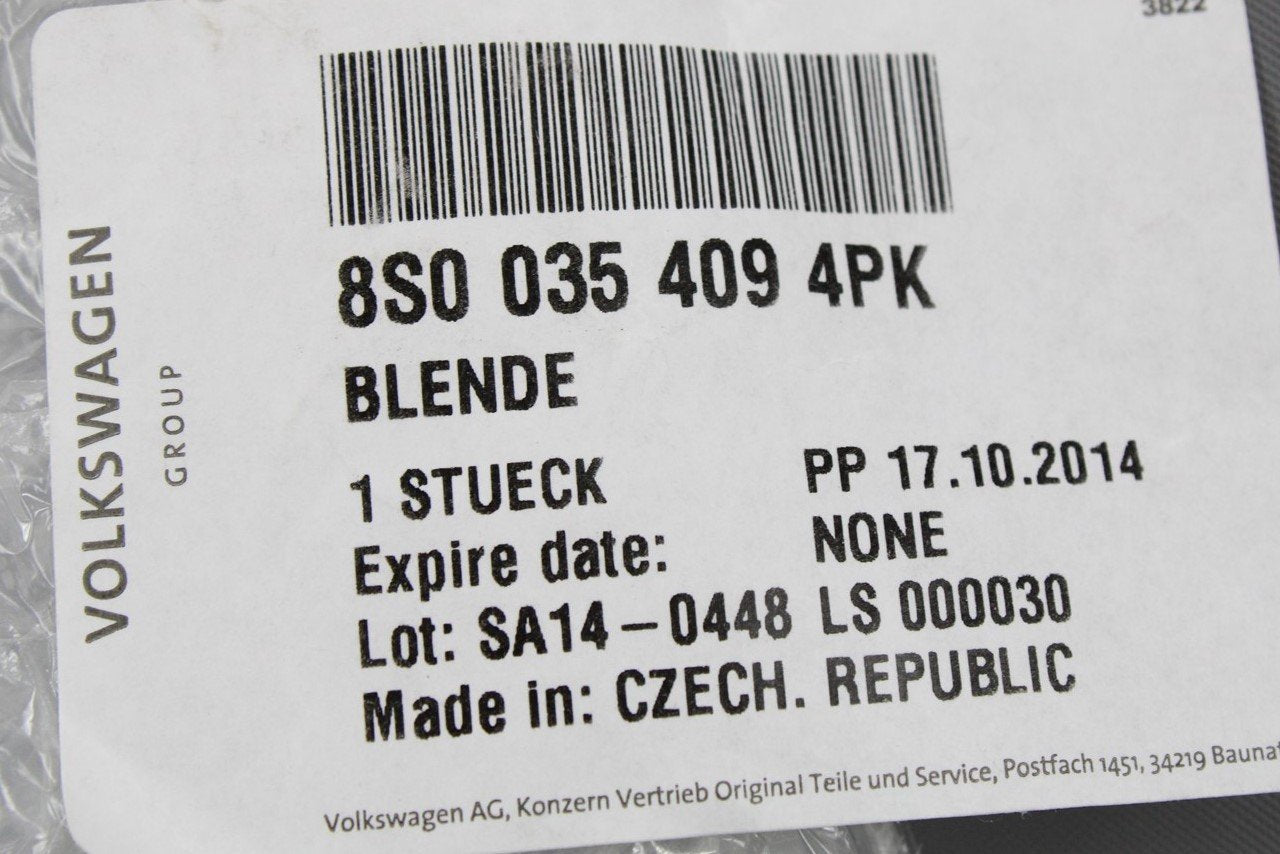 3822
8S0 035 409 4PK
BLENDE
1 STUECK PP 17.10.2014
Expire date: NONE
Lot: SA14-0448 LS 000030
Made in: CZECH. REPUBLIC
Volkswagen AG, Konzern Vertrieb Original Teile und Service, Postfach 1451, 34219
VOLKSWAGEN
GROUP